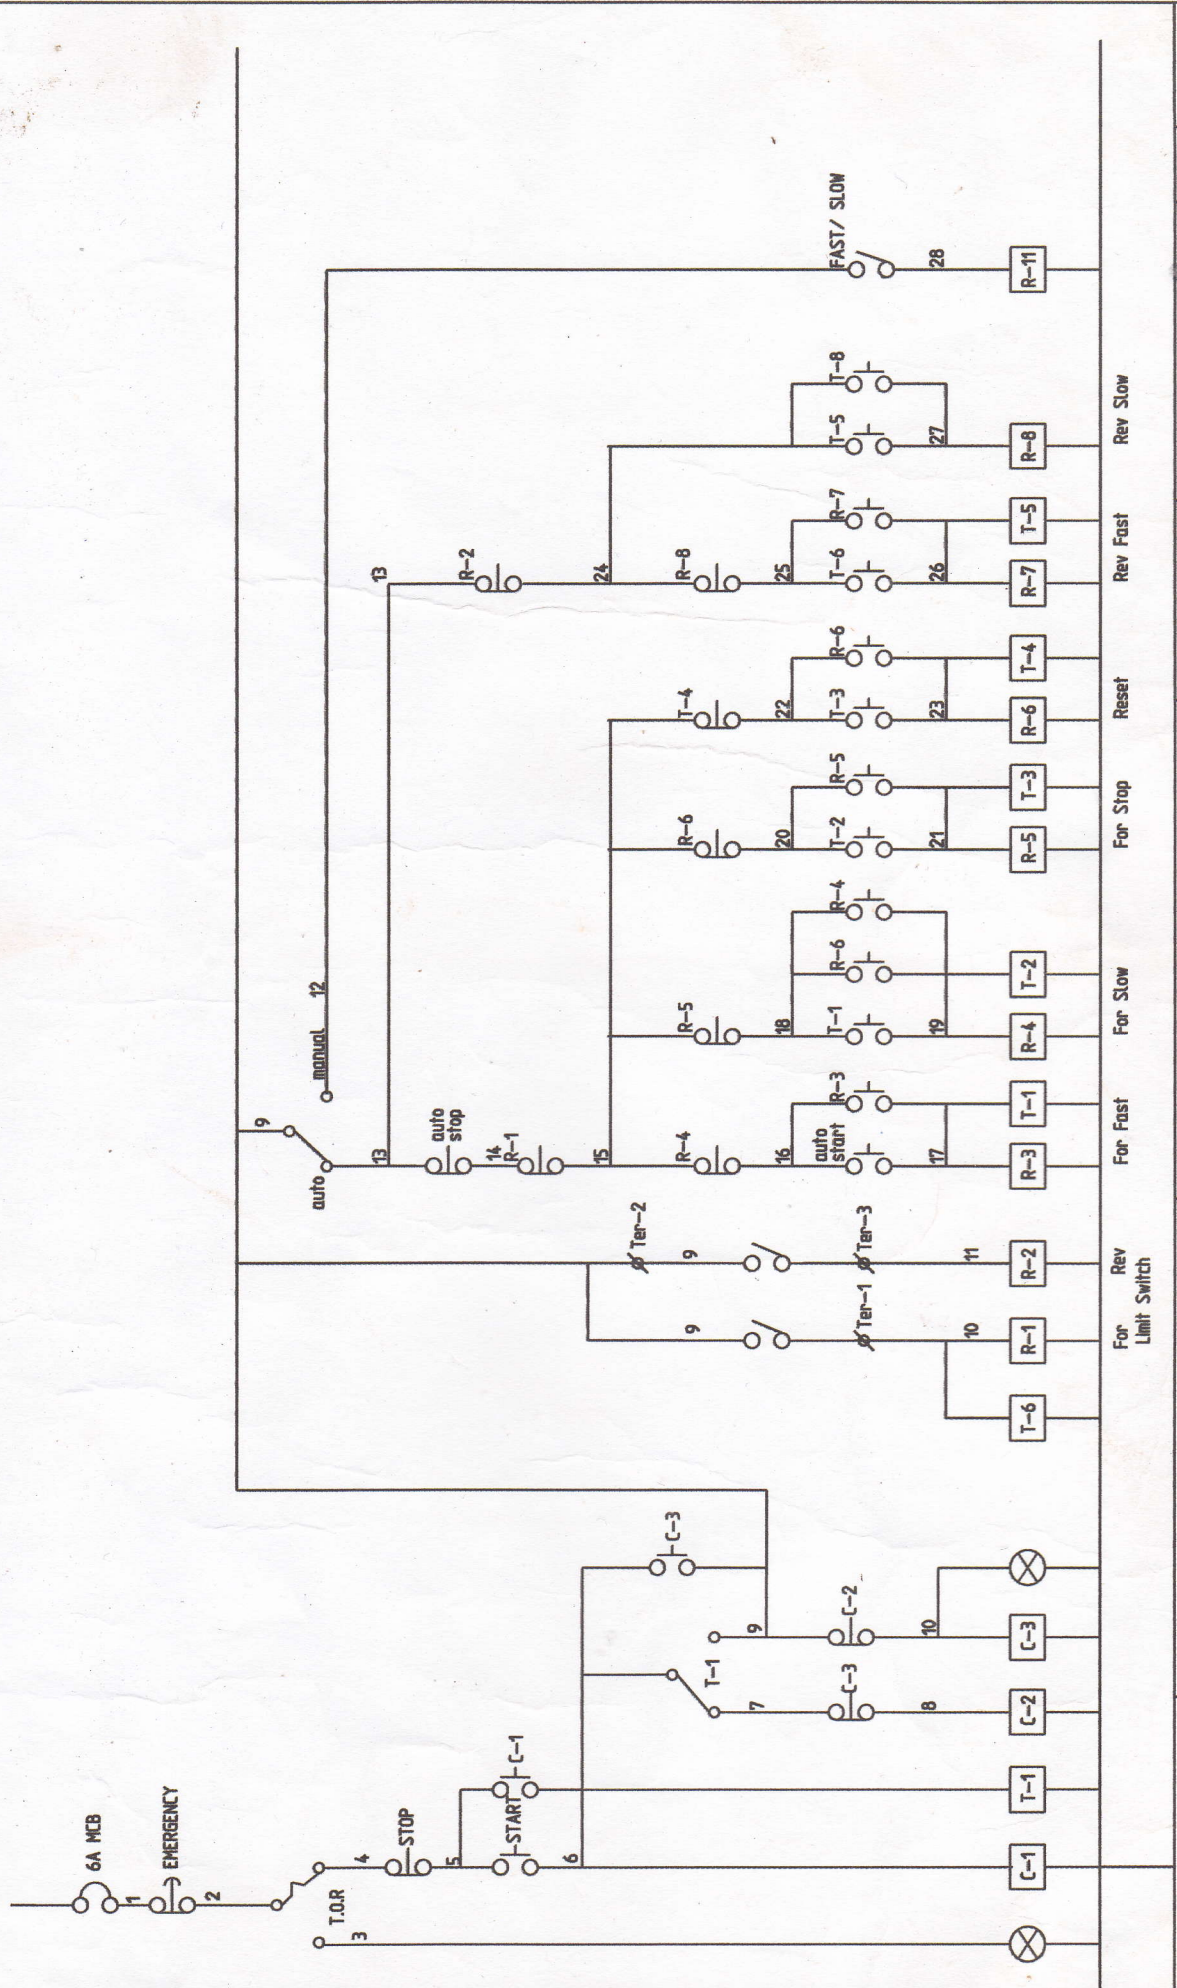 6A MCB
1
EMERGENCY
2
T.O.R
3
4
STOP
5
START
C-1
6
T-1
7
C-3
8
9
C-2
10
C-3
C-1
T-1
C-2
C-3
9
Ter-1
10
T-6
R-1
For
9
Ter-2
Ter-3
11
R-2
Rev
Limit Switch
9
auto
manual
12
13
auto
stop
14
R-1
15
R-4
16
auto
start
R-3
17
R-3
T-1
For Fast
R-5
18
T-1
R-6
R-4
19
R-4
T-2
For Slow
R-6
20
T-2
R-5
21
R-5
T-3
For Stop
T-4
22
T-3
R-6
23
R-6
T-4
Reset
13
R-2
24
R-8
25
T-6
R-7
26
R-7
T-5
Rev Fast
T-5
T-8
27
R-8
Rev Slow
FAST/ SLOW
28
R-11